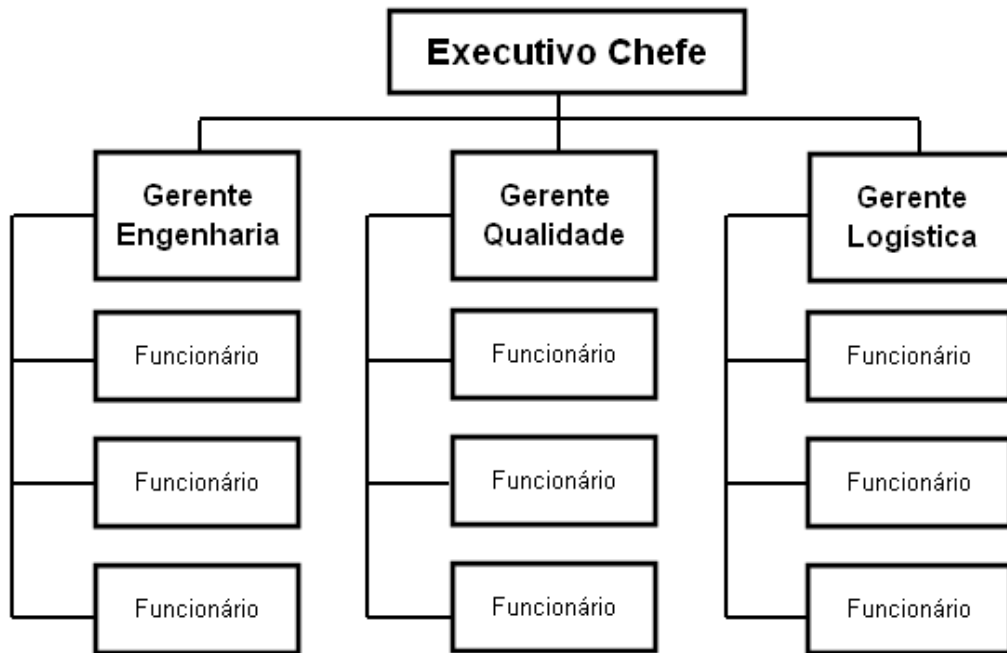 Executivo Chefe
Gerente
Engenharia
Gerente
Qualidade
Gerente
Logística
Funcionário
Funcionário
Funcionário
Funcionário
Funcionário
Funcionário
Funcionário
Funcionário
Funcionário